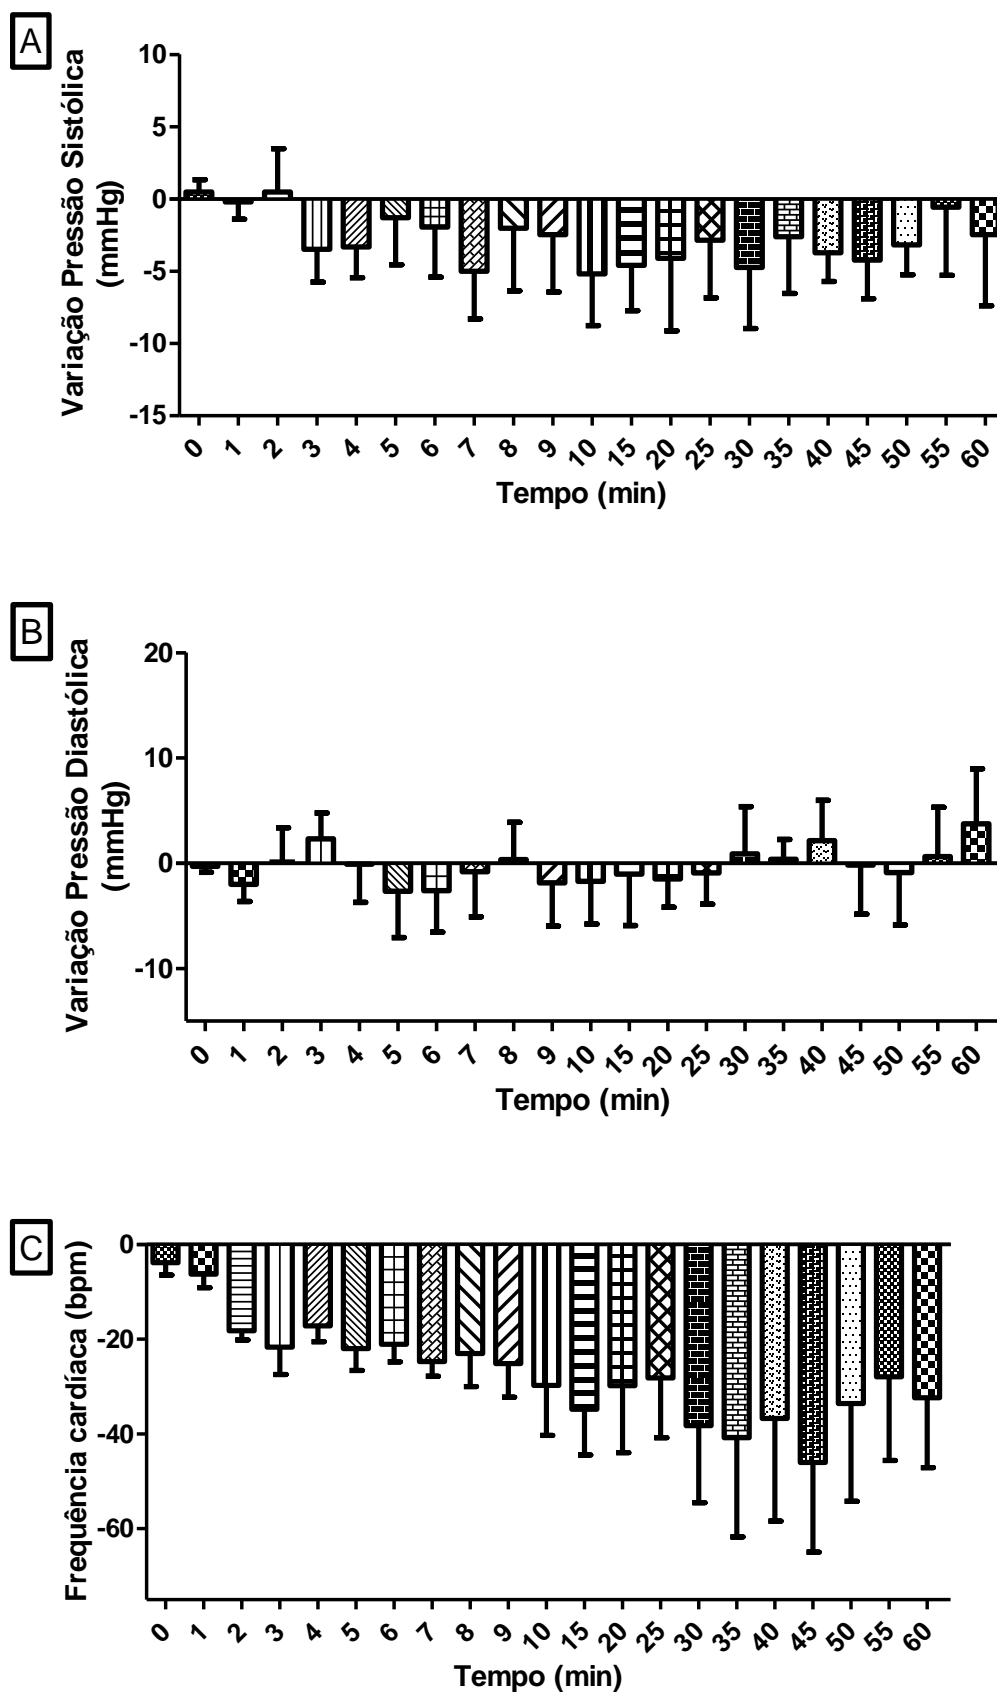 A
Variação Pressão Sistólica
(mmHg)
10
5
0
-5
-10
-15
0 1 2 3 4 5 6 7 8 9 10 15 20 25 30 35 40 45 50 55 60
Tempo (min)
B
Variação Pressão Diastólica
(mmHg)
20
10
0
-10
0 1 2 3 4 5 6 7 8 9 10 15 20 25 30 35 40 45 50 55 60
Tempo (min)
C
Frequência cardíaca (bpm)
0
-20
-40
-60
0 1 2 3 4 5 6 7 8 9 10 15 20 25 30 35 40 45 50 55 60
Tempo (min)